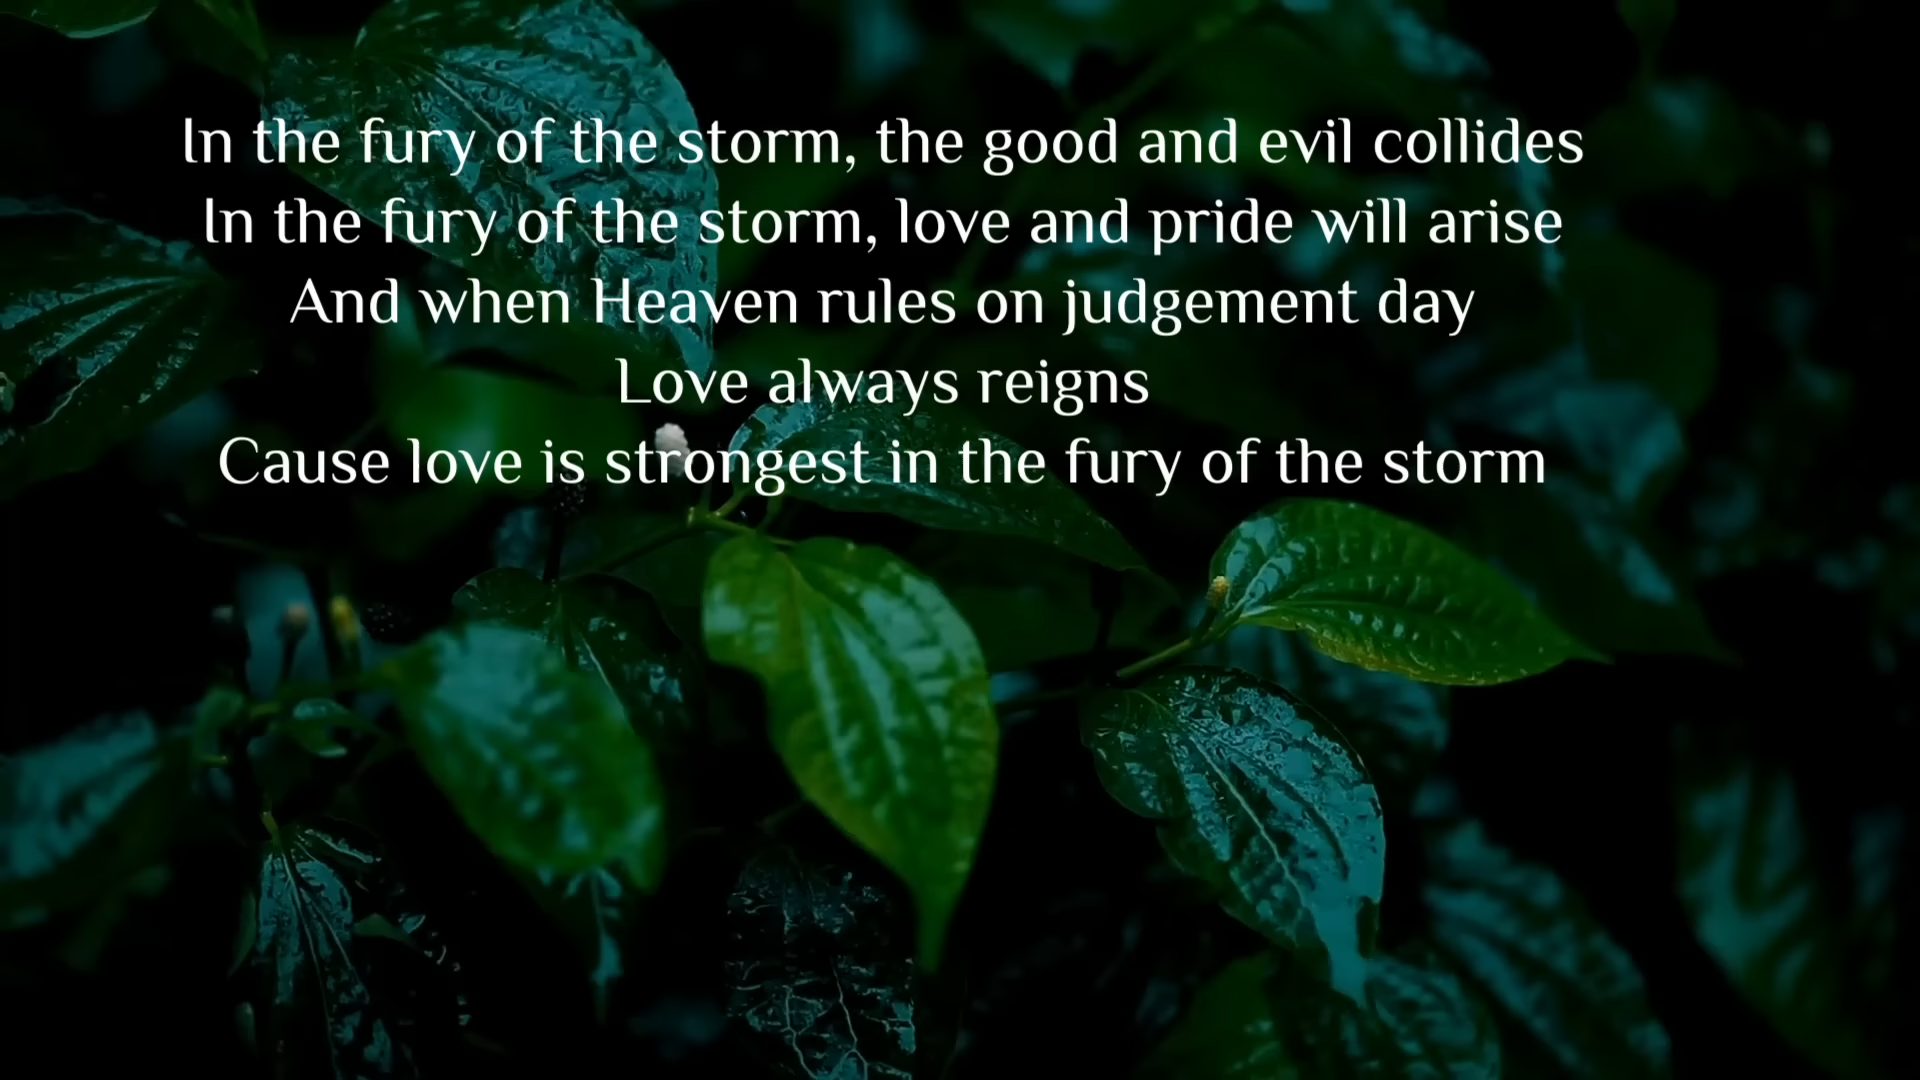 In the fury of the storm, the good and evil collides
In the fury of the storm, love and pride will arise
And when Heaven rules on judgement day
Love always reigns
Cause love is strongest in the fury of the storm